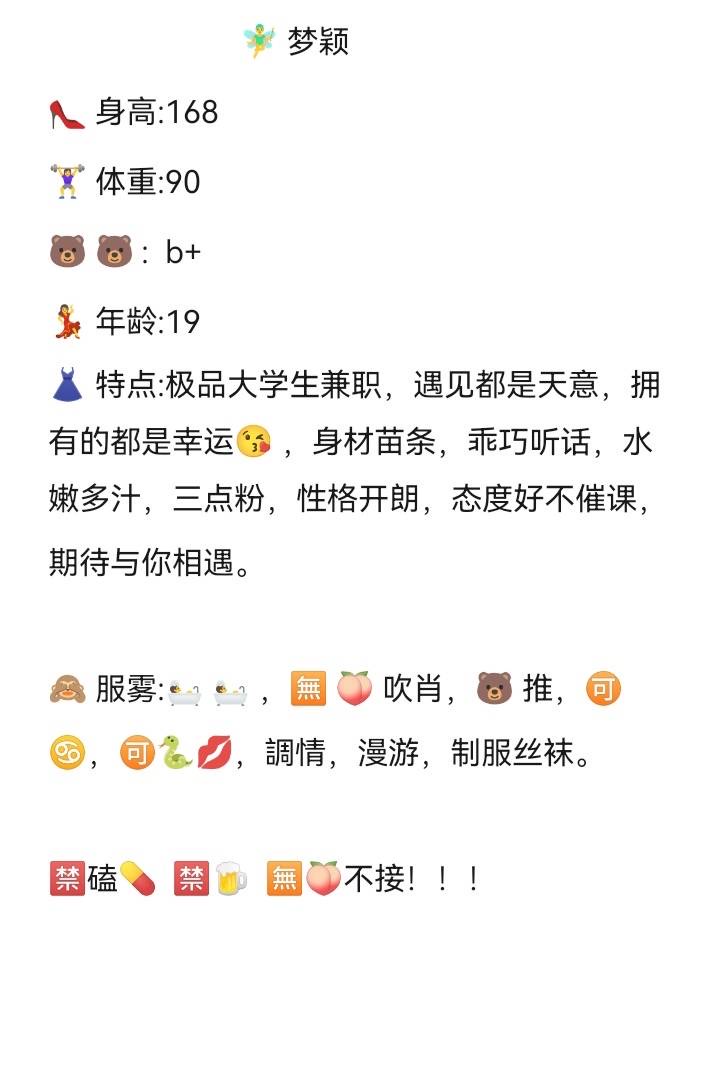 🧚‍♂️ 梦颖
👠 身高:168
🏋️‍♀️ 体重:90
🐻 🐻 : b+
💃 年龄:19
👗 特点:极品大学生兼职，遇见都是天意，拥
有的都是幸运😘 ，身材苗条，乖巧听话，水
嫩多汁，三点粉，性格开朗，态度好不催课，
期待与你相遇。
🙈 服雾:🛀 🛀 ，🈚 🍑 吹肖，🐻 推，🉑
♋，🉑🐍💋，調情，漫游，制服丝袜。
🈲磕💊 🈲🍺 🈚🍑不接！！！